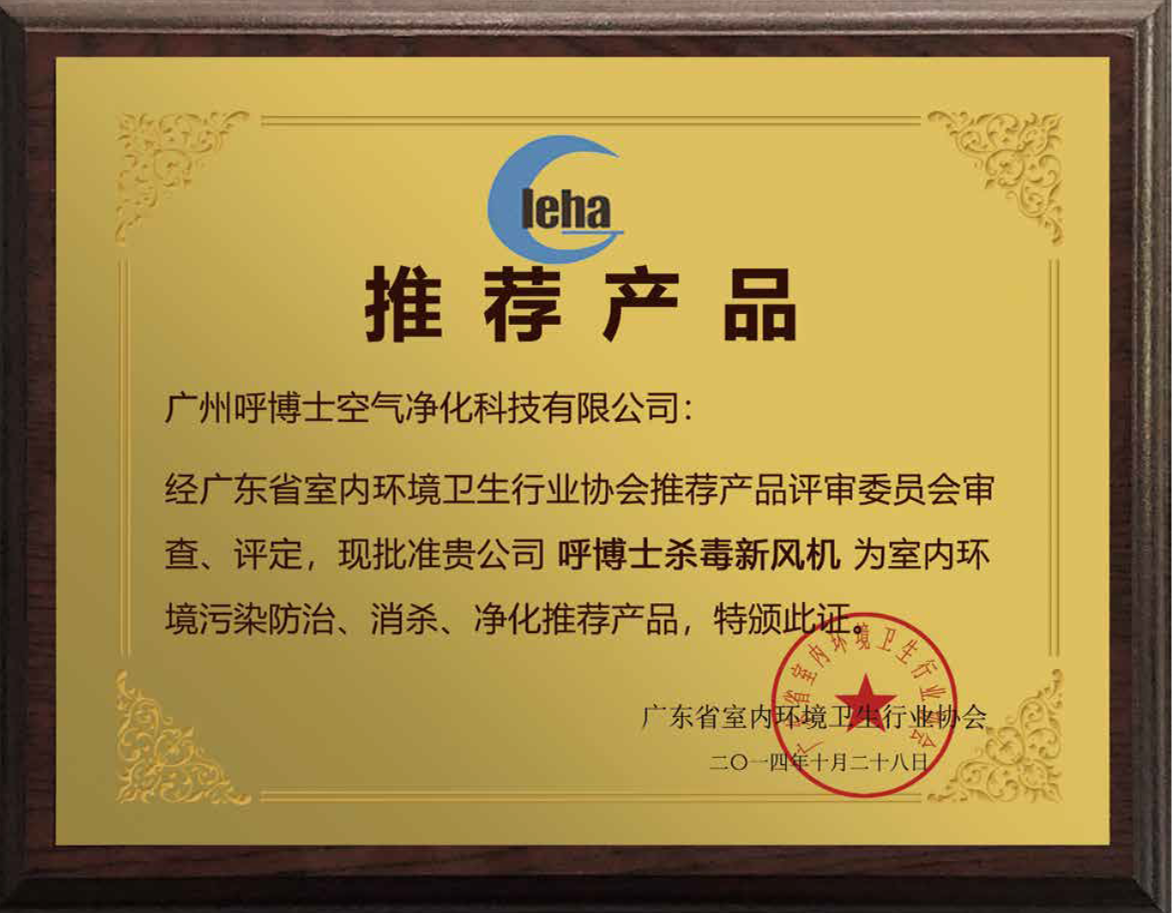 leha
推荐产品
广州呼博士空气净化科技有限公司：
经广东省室内环境卫生行业协会推荐产品评审委员会审
查、评定，现批准贵公司 呼博士杀毒新风机 为室内环
境污染防治、消杀、净化推荐产品，特颁此证。
广东省室内环境卫生行业协会
广东省室内环境卫生行业协会
二〇一四年十月二十八日